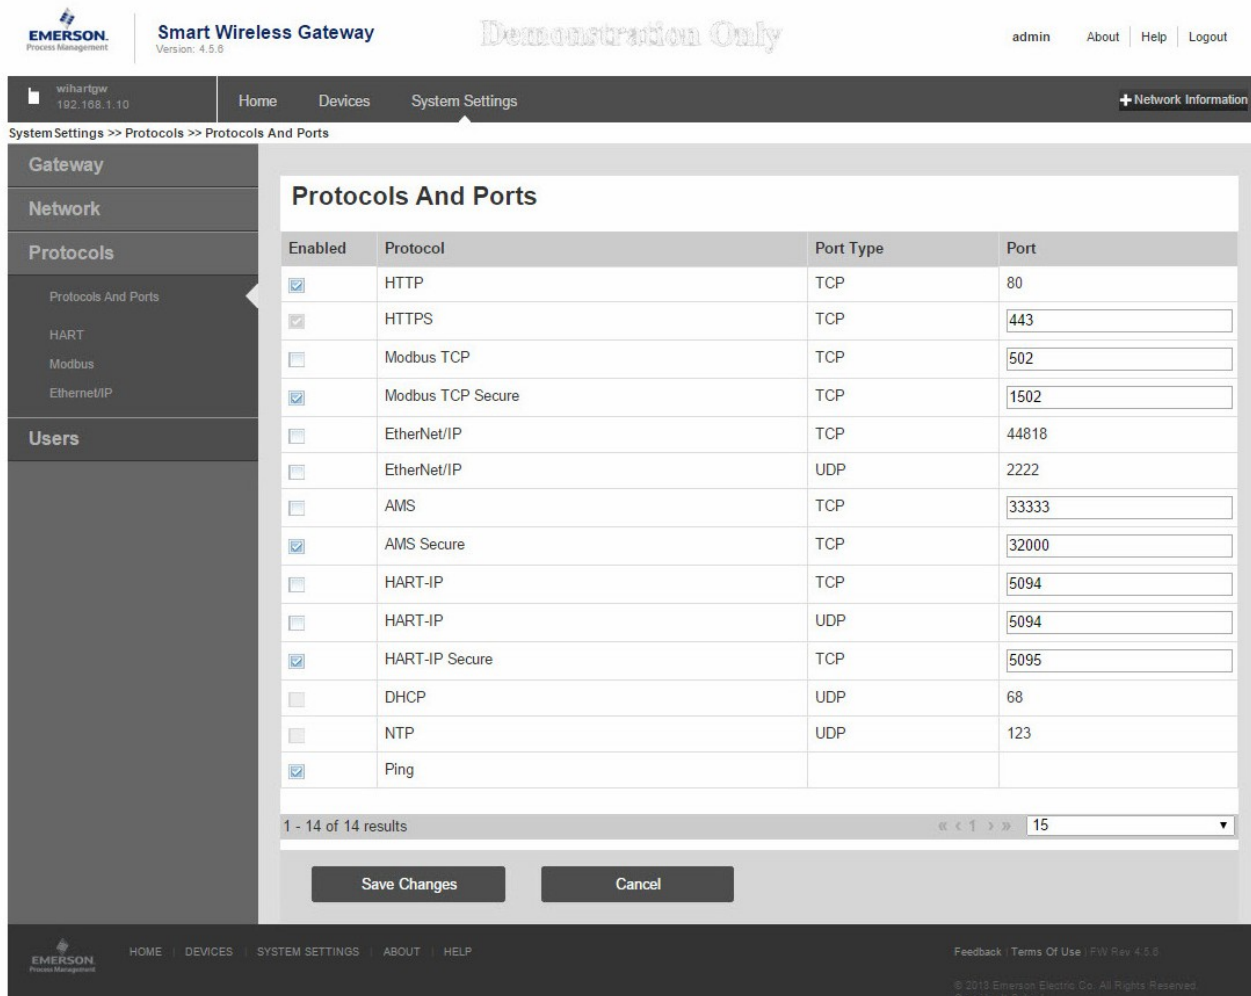 EMERSON.
Process Management
Smart Wireless Gateway
Version: 4.5.6
Demonstration Only
admin About Help Logout
wihartgw
192.168.1.10
Home Devices System Settings
Network Information
System Settings >> Protocols >> Protocols And Ports
Gateway
Network
Protocols
Protocols And Ports
HART
Modbus
Ethernet/IP
Users
Protocols And Ports
Enabled Protocol Port Type Port
HTTP TCP 80
HTTPS TCP 443
Modbus TCP TCP 502
Modbus TCP Secure TCP 1502
EtherNet/IP TCP 44818
EtherNet/IP UDP 2222
AMS TCP 33333
AMS Secure TCP 32000
HART-IP TCP 5094
HART-IP UDP 5094
HART-IP Secure TCP 5095
DHCP UDP 68
NTP UDP 123
Ping
1 - 14 of 14 results « ‹ 1 › » 15
Save Changes Cancel
EMERSON
Process Management
HOME | DEVICES | SYSTEM SETTINGS | ABOUT | HELP
Feedback | Terms Of Use | FW Rev 4.5.6
© 2013 Emerson Electric Co. All Rights Reserved.